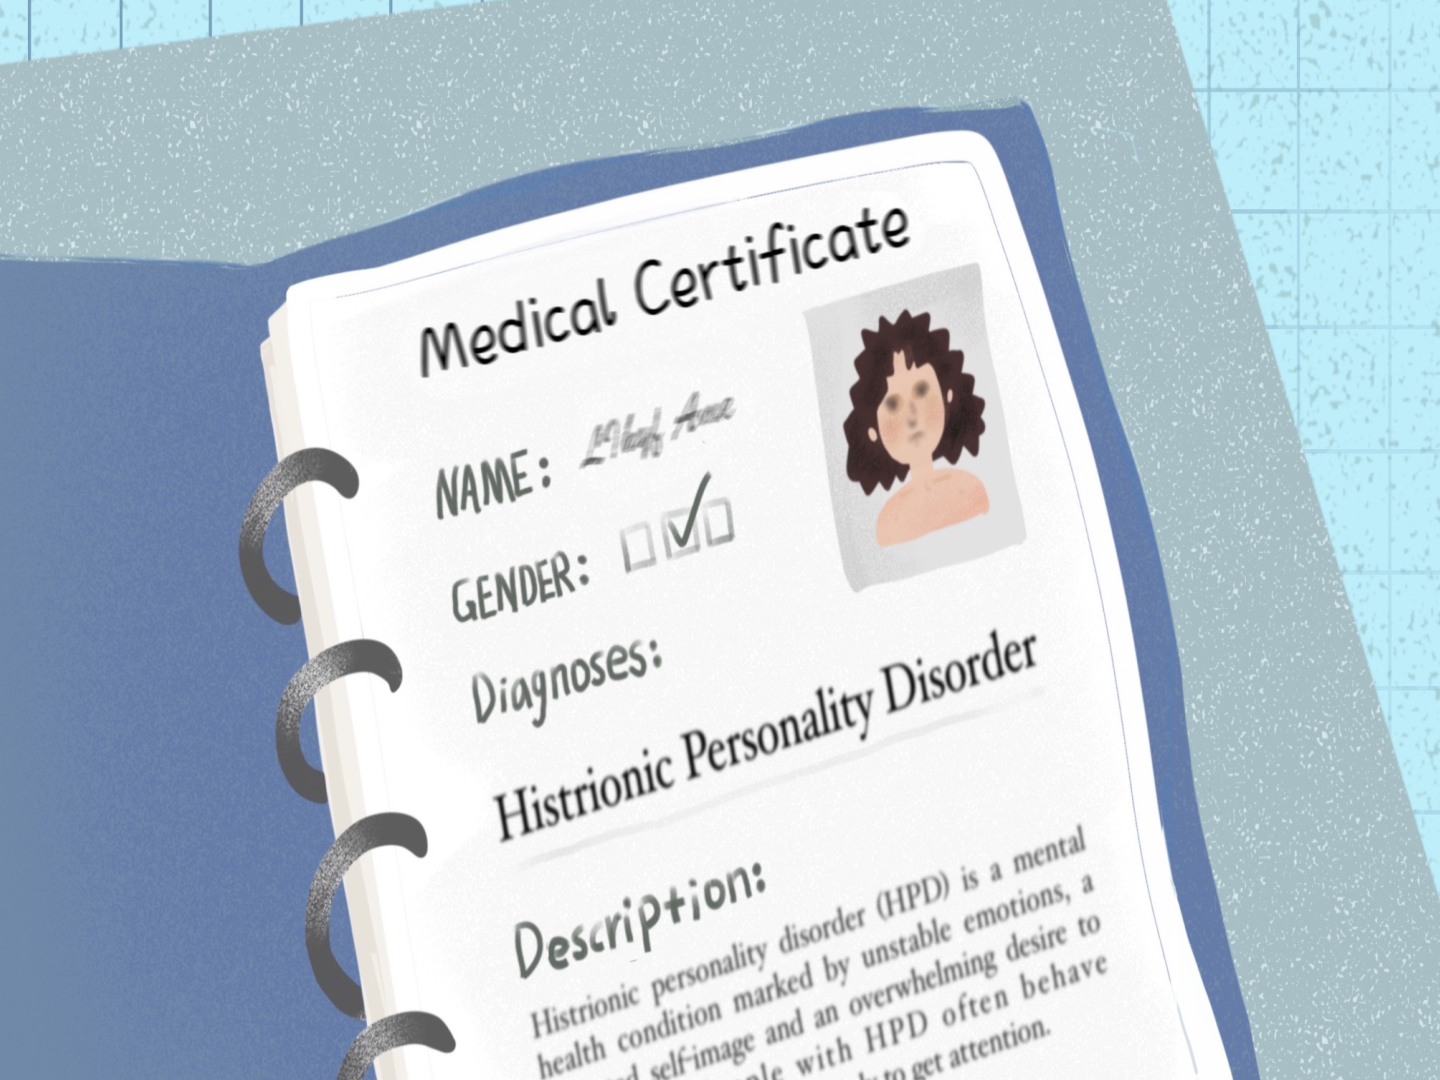 Medical Certificate
NAME:
GENDER:
Diagnoses:
Histrionic Personality Disorder
Description:
Histrionic personality disorder (HPD) is a mental
health condition marked by unstable emotions, a
self-image and an overwhelming desire to
with HPD often behave
to get attention.